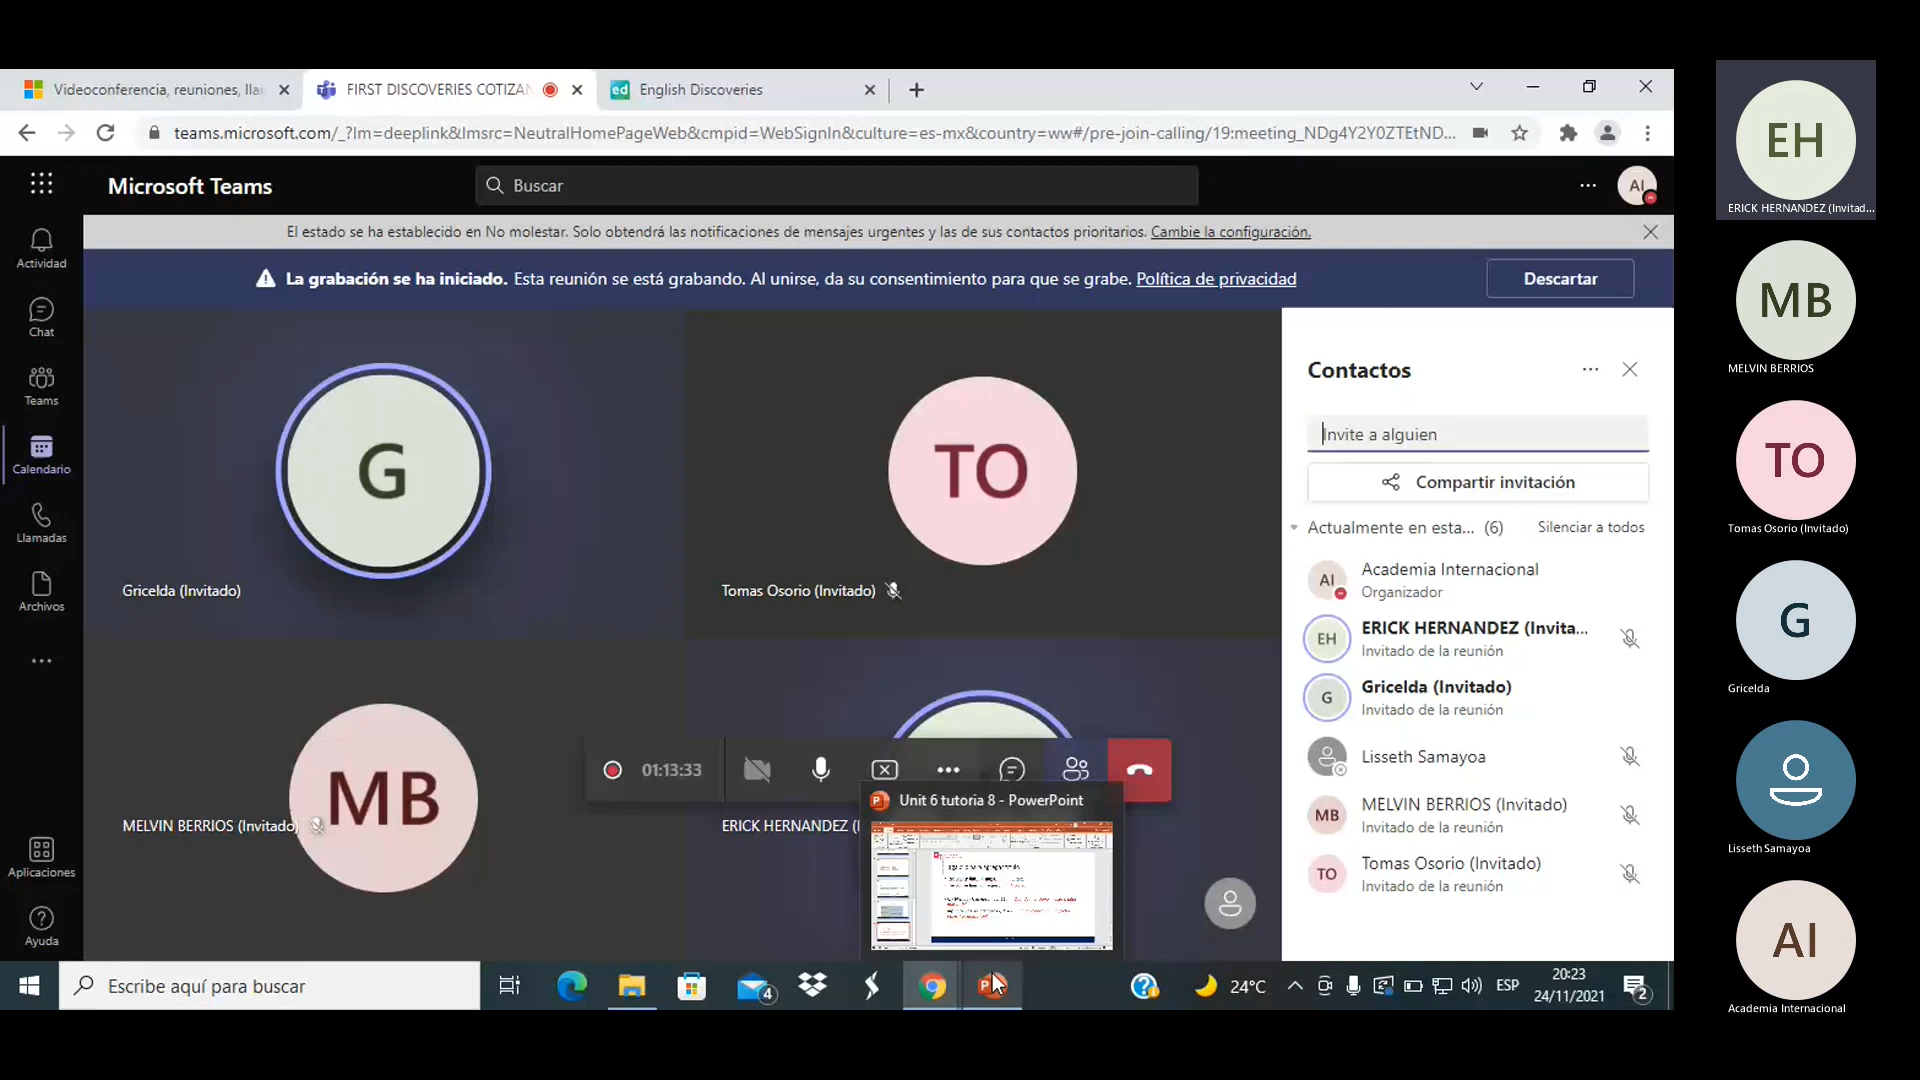 Videoconferencia, reuniones, lla
FIRST DISCOVERIES COTIZAN
ed
English Discoveries
teams.microsoft.com/_?lm=deeplink&lmsrc=NeutralHomePageWeb&cmpid=WebSignIn&culture=es-mx&country=ww#/pre-join-calling/19:meeting_NDg4Y2Y0ZTEtND...
Microsoft Teams
Buscar
AI
El estado se ha establecido en No molestar. Solo obtendrá las notificaciones de mensajes urgentes y las de sus contactos prioritarios. Cambie la configuración.
La grabación se ha iniciado. Esta reunión se está grabando. Al unirse, da su consentimiento para que se grabe. Política de privacidad
Descartar
Actividad
Chat
Teams
Calendario
Llamadas
Archivos
Aplicaciones
Ayuda
G
Gricelda (Invitado)
TO
Tomas Osorio (Invitado)
MB
MELVIN BERRIOS (Invitado)
ERICK HERNANDEZ (I
01:13:33
Unit 6 tutoria 8 - PowerPoint
Contactos
Invite a alguien
Compartir invitación
Actualmente en esta... (6)
Silenciar a todos
AI
Academia Internacional
Organizador
EH
ERICK HERNANDEZ (Invita...
Invitado de la reunión
G
Gricelda (Invitado)
Invitado de la reunión
Lisseth Samayoa
MB
MELVIN BERRIOS (Invitado)
Invitado de la reunión
TO
Tomas Osorio (Invitado)
Invitado de la reunión
Escribe aquí para buscar
4
24°C
ESP
20:23
24/11/2021
2
EH
ERICK HERNANDEZ (Invitad...
MB
MELVIN BERRIOS
TO
Tomas Osorio (Invitado)
G
Gricelda
Lisseth Samayoa
AI
Academia Internacional